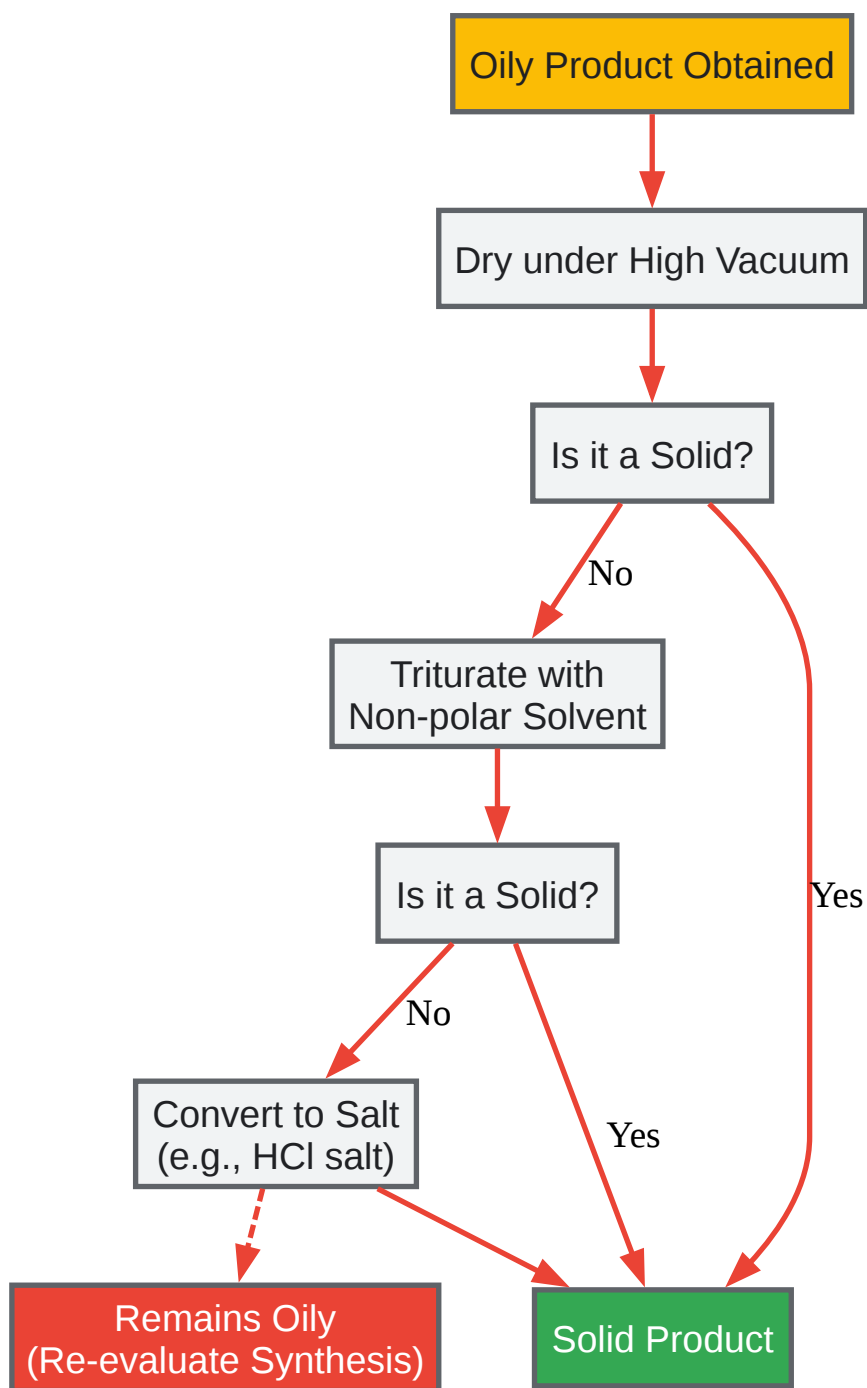 Oily Product Obtained
Dry under High Vacuum
Is it a Solid?
No
Triturate with
Non-polar Solvent
Yes
Is it a Solid?
No
Yes
Convert to Salt
(e.g., HCl salt)
Remains Oily
(Re-evaluate Synthesis)
Solid Product